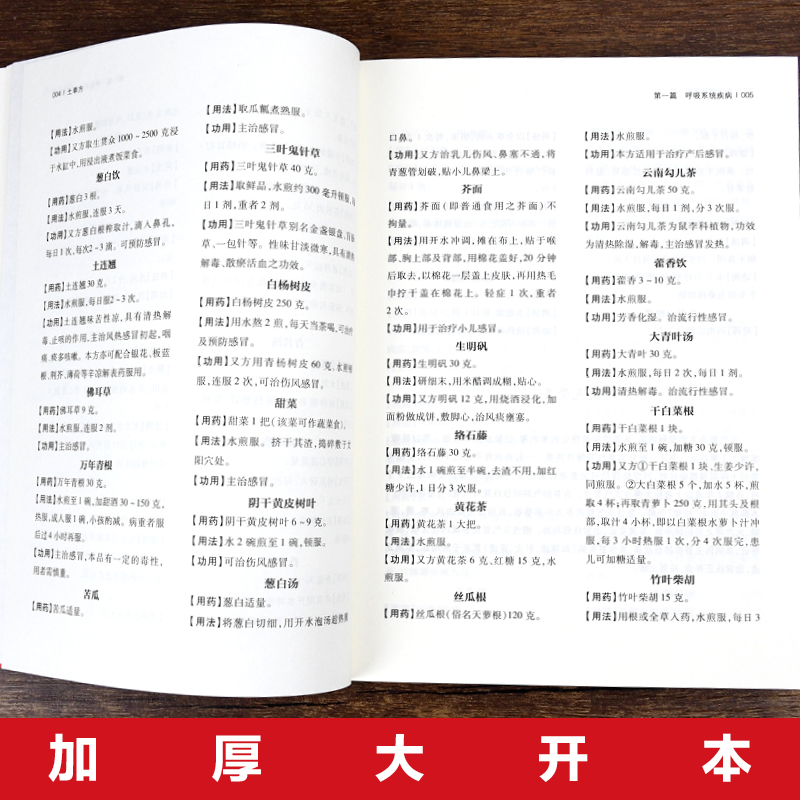 004 | 土单方
【用法】水煎服。
【功用】又方取生贯众1000~2500克浸
于水缸中,用浸出液煮饭菜食。
葱白饮
【用药】葱白3根。
【用法】水煎服,连服3天。
【功用】又方葱白根榨取汁,滴入鼻孔,
每日1次,每次2~3滴,可预防感冒。
土连翘
【用药】土连翘30克。
【用法】水煎服,每日服2~3次。
【功用】土连翘味苦性凉,具有清热解
毒、止咳的作用,主治风热感冒初起,咽
痛、痰多咳嗽。本方亦可配合银花、板蓝
根、荆芥、薄荷等辛凉解表药服用。
佛耳草
【用药】佛耳草9克。
【用法】水煎服,连服2剂。
【功用】主治感冒。
万年青根
【用药】万年青根30克。
【用法】水煎至1碗,加甜酒30~150克,
热服,成人服1碗,小孩酌减。病重者服
后过4小时再服。
【功用】主治感冒,本品有一定的毒性,
用者需慎重。
苦瓜
【用药】苦瓜适量。
【用法】取瓜瓤煮熟服。
【功用】主治感冒。
三叶鬼针草
【用药】三叶鬼针草40克。
【用法】取鲜品,水煎约300毫升顿服,每
日1剂,重者2剂。
【功用】三叶鬼针草别名金盏银盘、盲肠
草、一包针等。性味甘淡微寒,具有清热
解毒、散瘀活血之功效。
白杨树皮
【用药】白杨树皮250克。
【用法】用水熬2煎,每天当茶喝,可治疗
及预防感冒。
【功用】又方用青杨树皮60克,水煎顿
服,连服2次,可治伤风感冒。
甜菜
【用药】甜菜1把(该菜可作蔬菜食)。
【用法】水煎服。挤干其渣,捣碎敷于太
阳穴处。
【功用】主治感冒。
阴干黄皮树叶
【用药】阴干黄皮树叶6~9克。
【用法】水2碗煎至1碗,顿服。
【功用】可治伤风感冒。
葱白汤
【用药】葱白适量。
【用法】将葱白切细,用开水泡汤趁热熏
第一篇 呼吸系统疾病 | 005
口鼻。
【功用】又方治乳儿伤风、鼻塞不通,将
青葱管划破,贴小儿鼻梁上。
芥面
【用药】芥面(即普通食用之芥面)不
拘量。
【用法】用开水冲调,摊在布上,贴于喉
部、胸上部及背部,用棉花盖好,20分钟
后取去,以棉花一层盖上皮肤,再用热毛
巾拧干盖在棉花上。轻症1次,重者
2次。
【功用】用于治疗小儿感冒。
生明矾
【用药】生明矾30克。
【用法】研细末,用米醋调成糊,贴心。
【功用】又方明矾12克,用烧酒浸化,加
面粉做成饼,敷脚心,治风痰壅塞。
络石藤
【用药】络石藤30克。
【用法】水1碗煎至半碗,去渣不用,加红
糖少许,1日分3次服。
黄花茶
【用药】黄花茶1大把。
【用法】水煎服。
【功用】又方黄花茶6克,红糖15克,水
煎服。
丝瓜根
【用药】丝瓜根(俗名天萝根)120克。
【用法】水煎服。
【功用】本方适用于治疗产后感冒。
云南勾儿茶
【用药】云南勾儿茶50克。
【用法】水煎服,每日1剂,分3次服。
【功用】云南勾儿茶为鼠李科植物,功效
为清热除湿、解毒,主治感冒发热。
藿香饮
【用药】藿香3~10克。
【用法】水煎服。
【功用】芳香化湿。治流行性感冒。
大青叶汤
【用药】大青叶30克。
【用法】水煎服,每日2次,每日1剂。
【功用】清热解毒。治流行性感冒。
干白菜根
【用药】干白菜根1块。
【用法】水煎至1碗,加糖30克,顿服。
【功用】又方①干白菜根1块、生姜少许,
同煎服。②大白菜根5个,加水5杯,煎
取4杯;再取青萝卜250克,用其头及根
部,取汁4小杯,即以白菜根水萝卜汁冲
服,每3小时热服1次,分4次服完,患
儿可加糖适量。
竹叶柴胡
【用药】竹叶柴胡15克。
【用法】用根或全草入药,水煎服,每日3
加厚大开本